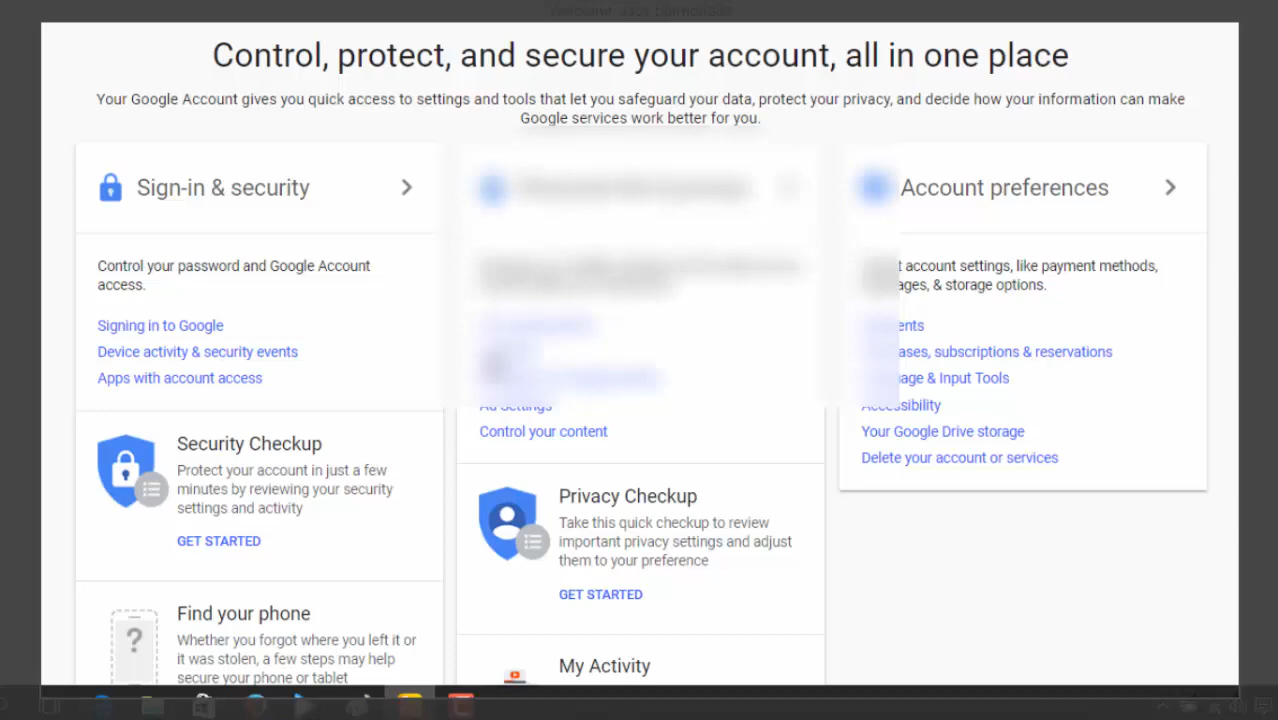 Control, protect, and secure your account, all in one place
Your Google Account gives you quick access to settings and tools that let you safeguard your data, protect your privacy, and decide how your information can make
Google services work better for you.
Sign-in & security
Control your password and Google Account
access.
Signing in to Google
Device activity & security events
Apps with account access
Security Checkup
Protect your account in just a few
minutes by reviewing your security
settings and activity
GET STARTED
Find your phone
Whether you forgot where you left it or
it was stolen, a few steps may help
secure your phone or tablet
Ad Settings
Control your content
Privacy Checkup
Take this quick checkup to review
important privacy settings and adjust
them to your preference
GET STARTED
My Activity
Account preferences
account settings, like payment methods,
& storage options.
subscriptions & reservations
& Input Tools
Accessibility
Your Google Drive storage
Delete your account or services